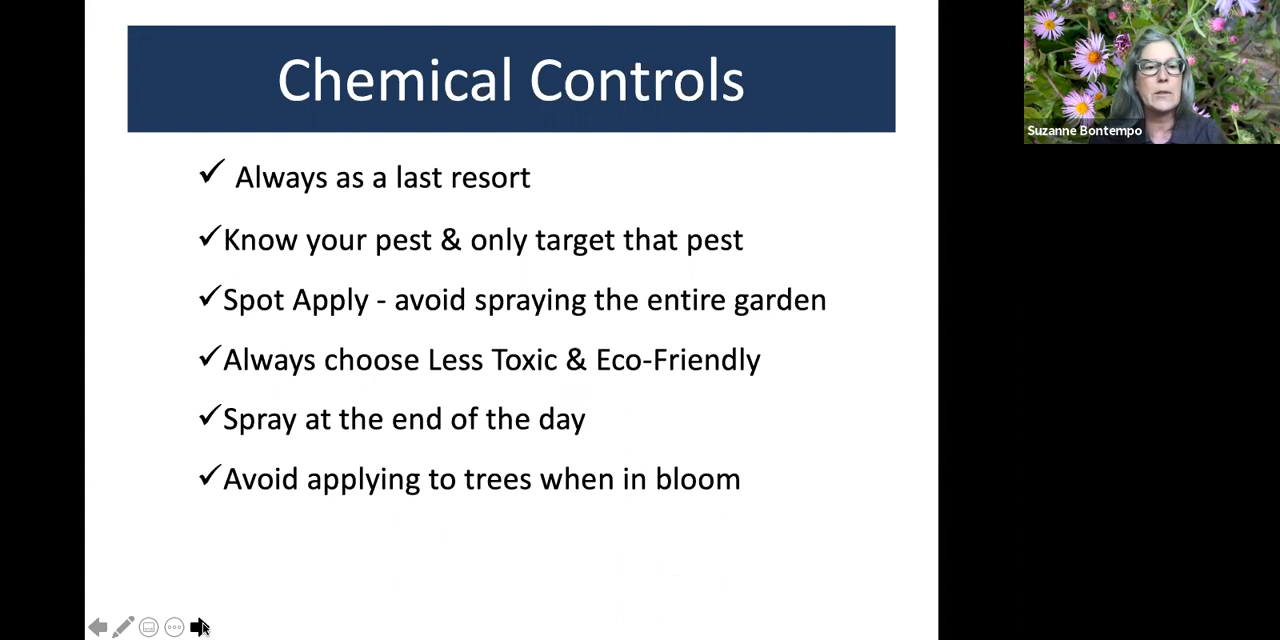 Chemical Controls
✓ Always as a last resort
✓Know your pest & only target that pest
✓Spot Apply - avoid spraying the entire garden
✓Always choose Less Toxic & Eco-Friendly
✓Spray at the end of the day
✓Avoid applying to trees when in bloom
Suzanne Bontempo